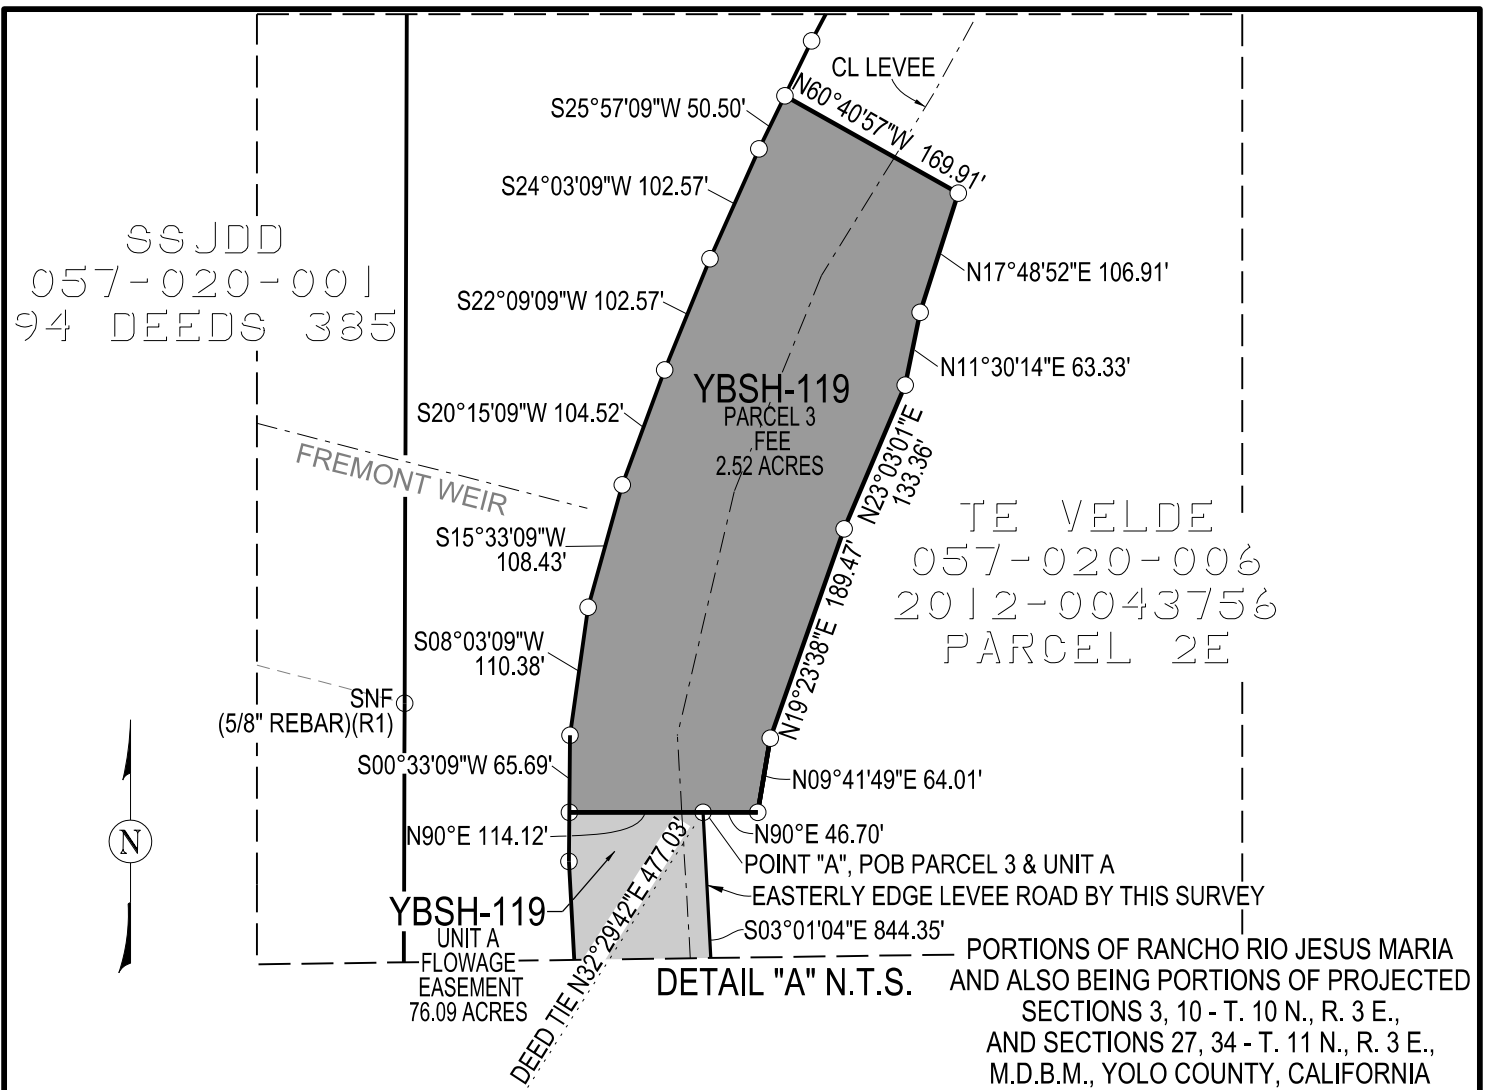 CL LEVEE
N60°40'57"W 169.91'
S25°57'09"W 50.50'
S24°03'09"W 102.57'
SSJDD
057-020-001
94 DEEDS 385
N17°48'52"E 106.91'
S22°09'09"W 102.57'
N11°30'14"E 63.33'
YBSH-119
PARCEL 3
FEE
2.52 ACRES
S20°15'09"W 104.52'
N23°03'01"E
133.36'
FREMONT WEIR
TE VELDE
057-020-006
2012-0043756
PARCEL 2E
S15°33'09"W
108.43'
N19°23'38"E 189.47'
S08°03'09"W
110.38'
SNF
(5/8" REBAR)(R1)
S00°33'09"W 65.69'
N09°41'49"E 64.01'
N
N90°E 114.12'
N90°E 46.70'
POINT "A", POB PARCEL 3 & UNIT A
EASTERLY EDGE LEVEE ROAD BY THIS SURVEY
YBSH-119
UNIT A
FLOWAGE
EASEMENT
76.09 ACRES
S03°01'04"E 844.35'
DEED TIE N32°29'42"E 477.03'
DETAIL "A" N.T.S.
PORTIONS OF RANCHO RIO JESUS MARIA
AND ALSO BEING PORTIONS OF PROJECTED
SECTIONS 3, 10 - T. 10 N., R. 3 E.,
AND SECTIONS 27, 34 - T. 11 N., R. 3 E.,
M.D.B.M., YOLO COUNTY, CALIFORNIA